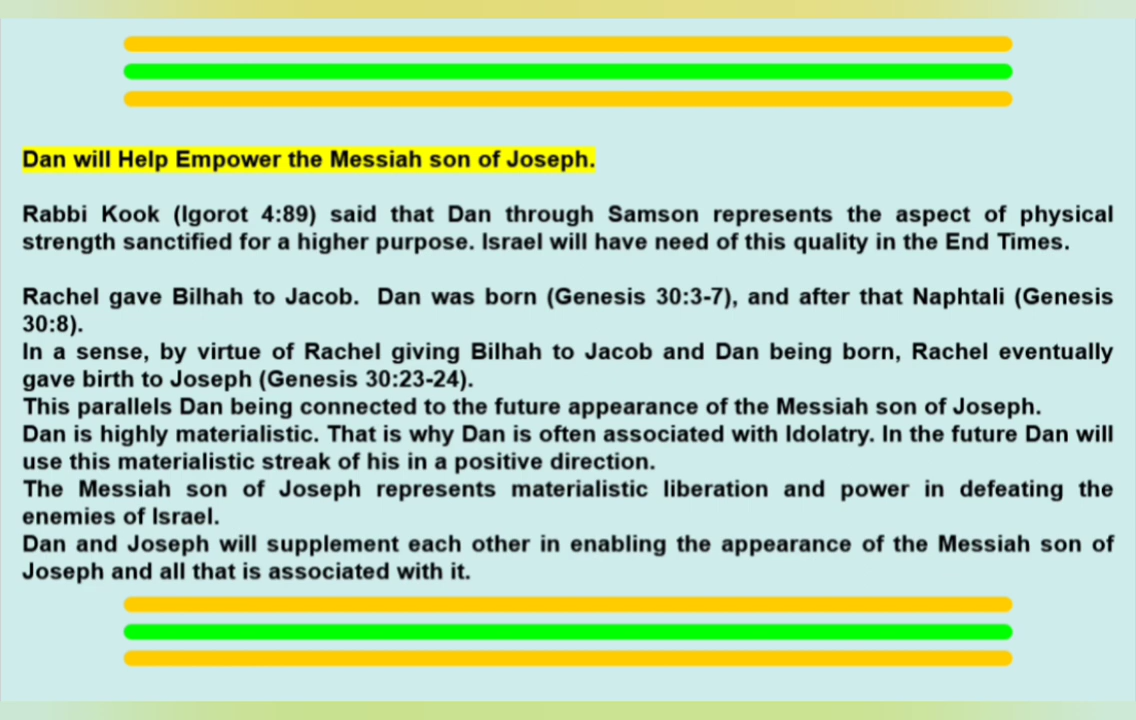 Dan will Help Empower the Messiah son of Joseph.
Rabbi Kook (Igorot 4:89) said that Dan through Samson represents the aspect of physical
strength sanctified for a higher purpose. Israel will have need of this quality in the End Times.
Rachel gave Bilhah to Jacob. Dan was born (Genesis 30:3-7), and after that Naphtali (Genesis
30:8).
In a sense, by virtue of Rachel giving Bilhah to Jacob and Dan being born, Rachel eventually
gave birth to Joseph (Genesis 30:23-24).
This parallels Dan being connected to the future appearance of the Messiah son of Joseph.
Dan is highly materialistic. That is why Dan is often associated with Idolatry. In the future Dan will
use this materialistic streak of his in a positive direction.
The Messiah son of Joseph represents materialistic liberation and power in defeating the
enemies of Israel.
Dan and Joseph will supplement each other in enabling the appearance of the Messiah son of
Joseph and all that is associated with it.